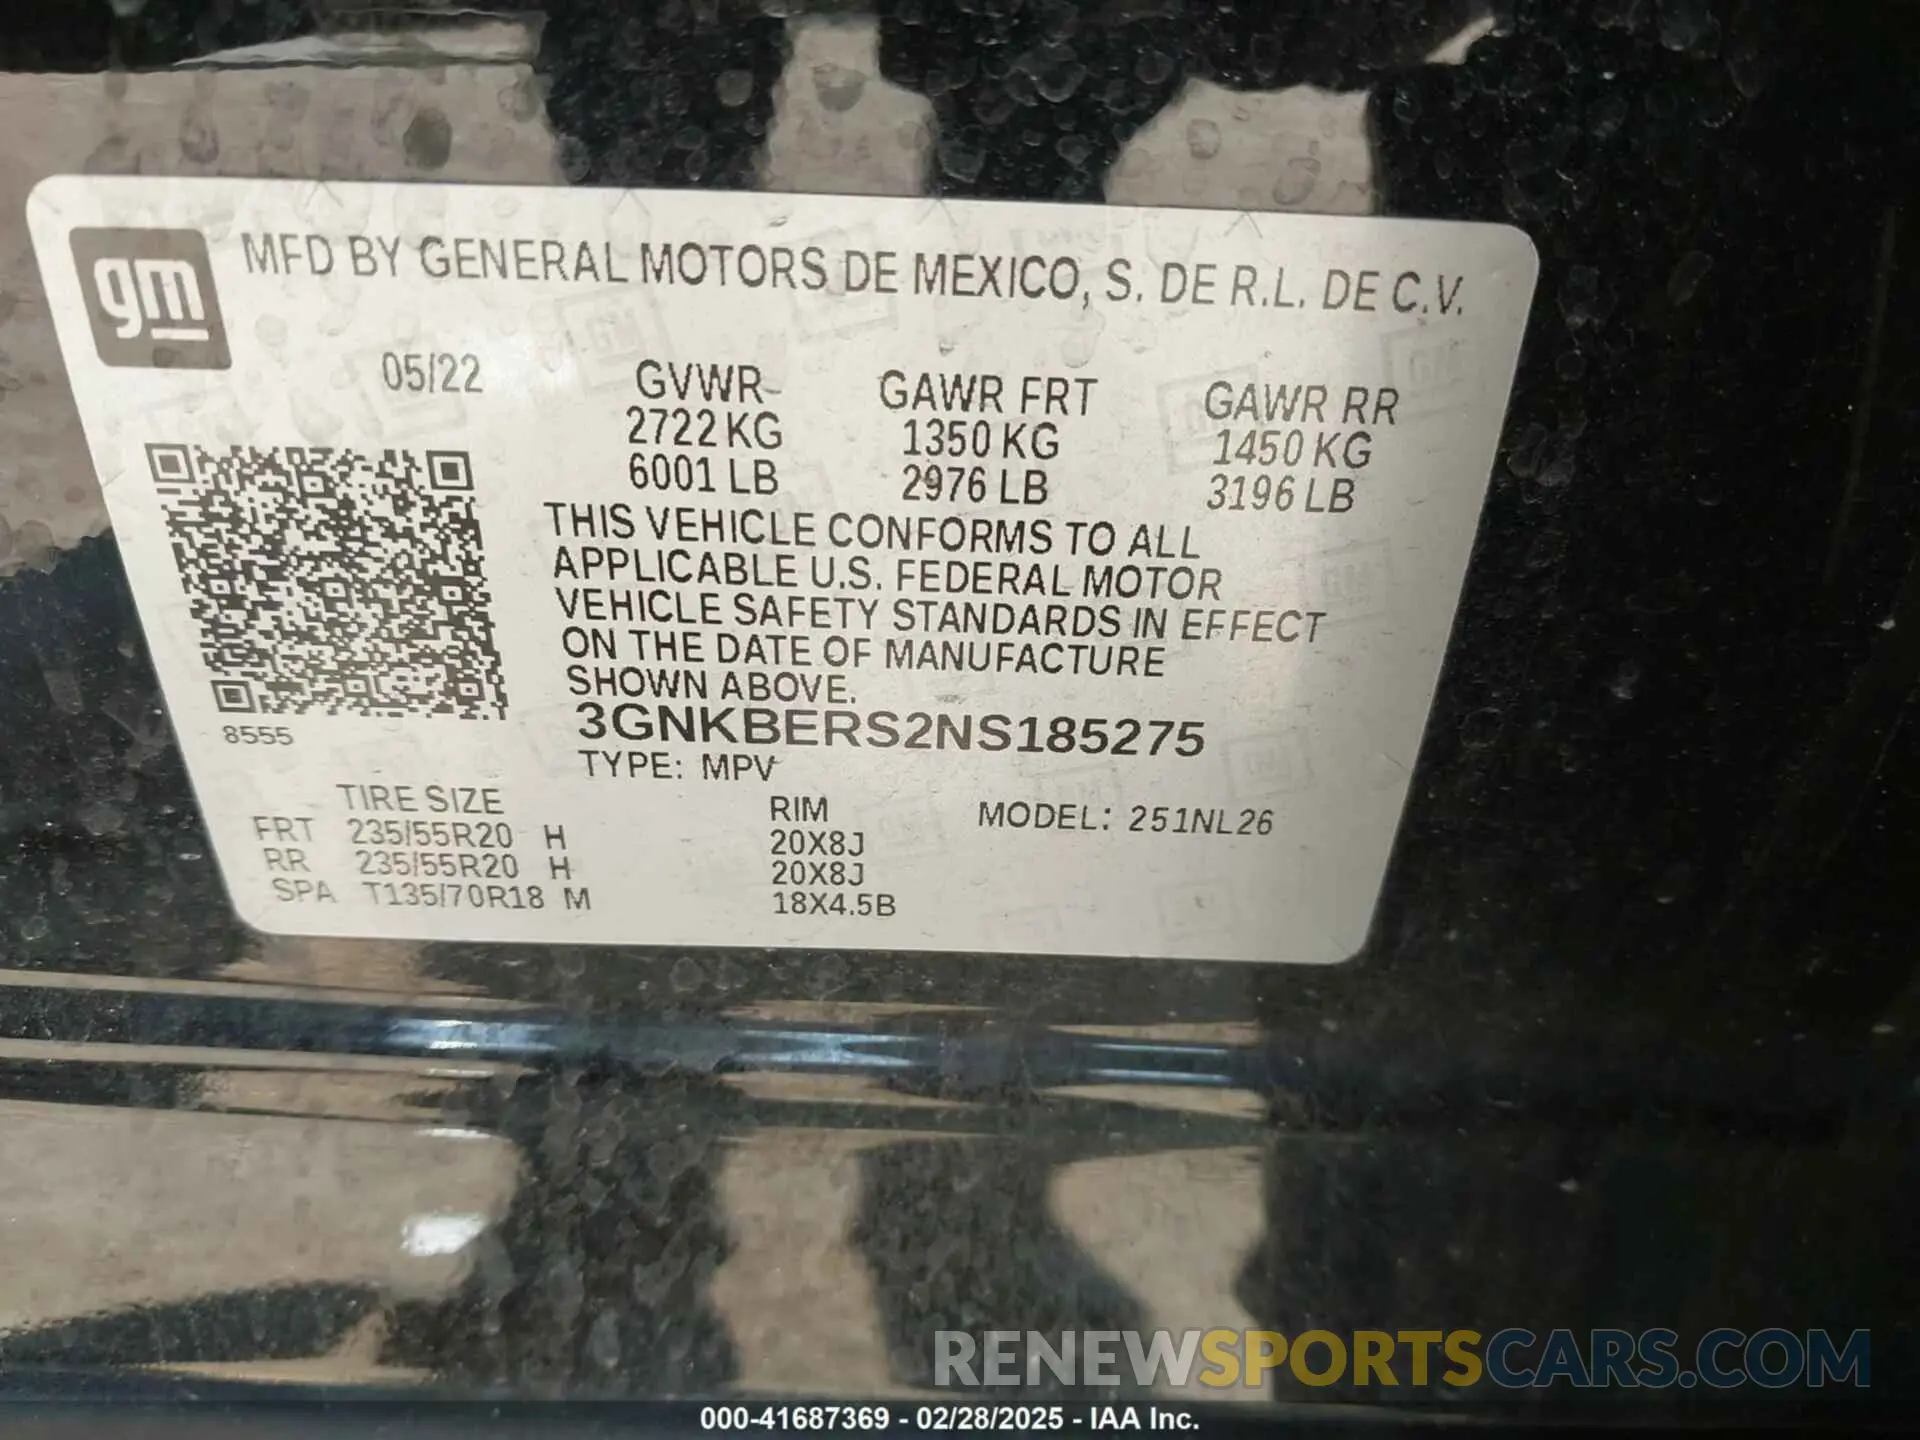 gm
MFD BY GENERAL MOTORS DE MEXICO, S. DE R.L. DE C.V.
05/22
GVWR GAWR FRT GAWR RR
2722 KG 1350 KG 1450 KG
6001 LB 2976 LB 3196 LB
THIS VEHICLE CONFORMS TO ALL
APPLICABLE U.S. FEDERAL MOTOR
VEHICLE SAFETY STANDARDS IN EFFECT
ON THE DATE OF MANUFACTURE
SHOWN ABOVE.
3GNKBERS2NS185275
8555
TYPE: MPV
TIRE SIZE RIM MODEL: 251NL26
FRT 235/55R20 H 20X8J
RR 235/55R20 H 20X8J
SPA T135/70R18 M 18X4.5B
RENEWSPORTSCARS.COM
000-41687369 - 02/28/2025 - IAA Inc.